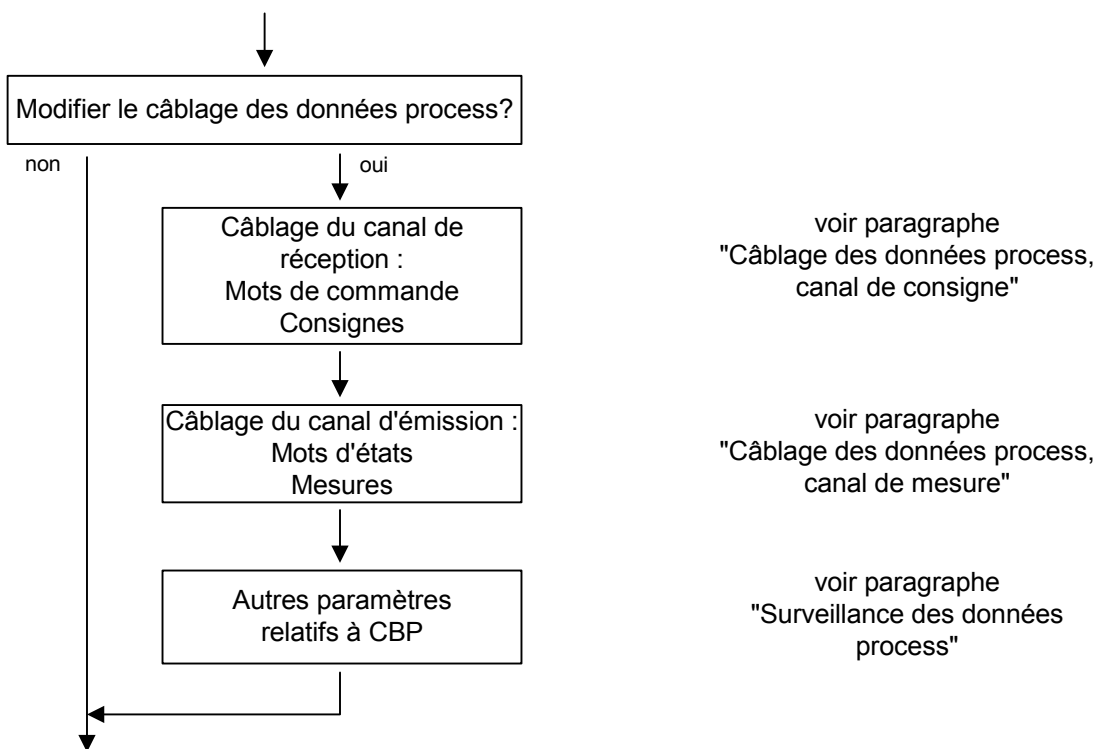 Modifier le câblage des données process?
non
oui
Câblage du canal de
réception :
Mots de commande
Consignes
voir paragraphe
"Câblage des données process,
canal de consigne"
Câblage du canal d'émission :
Mots d'états
Mesures
voir paragraphe
"Câblage des données process,
canal de mesure"
Autres paramètres
relatifs à CBP
voir paragraphe
"Surveillance des données
process"